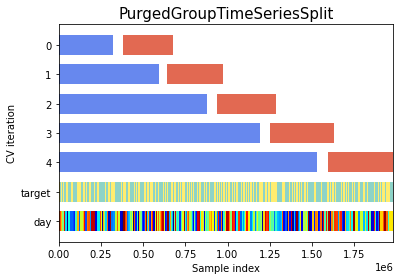 PurgedGroupTimeSeriesSplit
CV iteration
0
1
2
3
4
target
day
0.00 0.25 0.50 0.75 1.00 1.25 1.50 1.75
1e6
Sample index